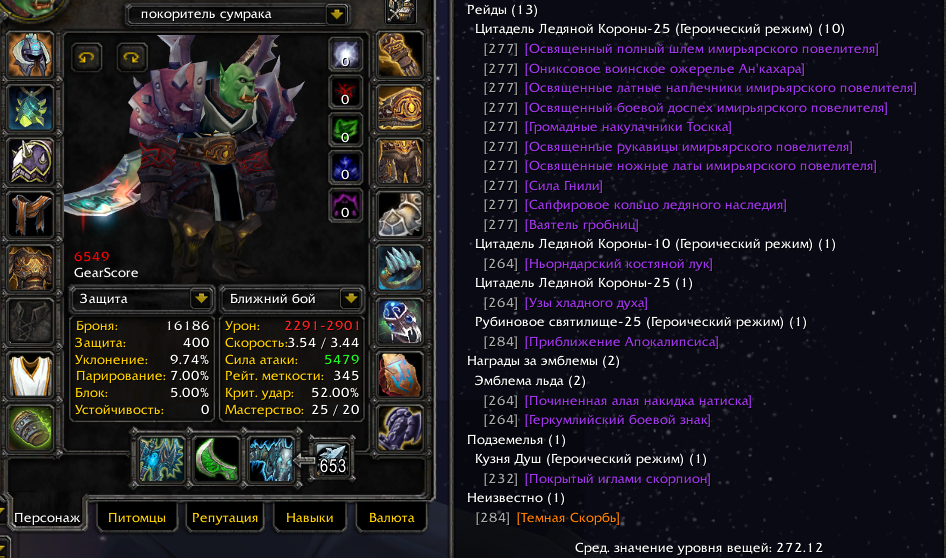 покоритель сумрака
0
0
0
0
0
6549
GearScore
Защита
Ближний бой
Броня: 16186
Защита: 400
Уклонение: 9.74%
Парирование: 7.00%
Блок: 5.00%
Устойчивость: 0
Урон: 2291-2901
Скорость: 3.54 / 3.44
Сила атаки: 5479
Рейт. меткости: 345
Крит. удар: 52.00%
Мастерство: 25 / 20
653
Персонаж
Питомцы
Репутация
Навыки
Валюта
Рейды (13)
Цитадель Ледяной Короны-25 (Героический режим) (10)
[277] [Освященный полный шлем имирьярского повелителя]
[277] [Ониксовое воинское ожерелье Ан'кахара]
[277] [Освященные латные наплечники имирьярского повелителя]
[277] [Освященный боевой доспех имирьярского повелителя]
[277] [Громадные накулачники Тоскка]
[277] [Освященные рукавицы имирьярского повелителя]
[277] [Освященные ножные латы имирьярского повелителя]
[277] [Сила Гнили]
[277] [Сапфировое кольцо ледяного наследия]
[277] [Ваятель гробниц]
Цитадель Ледяной Короны-10 (Героический режим) (1)
[264] [Ньорндарский костяной лук]
Цитадель Ледяной Короны-25 (1)
[264] [Узы хладного духа]
Рубиновое святилище-25 (Героический режим) (1)
[284] [Приближение Апокалипсиса]
Награды за эмблемы (2)
Эмблема льда (2)
[264] [Починенная алая накидка натиска]
[264] [Геркумлийский боевой знак]
Подземелья (1)
Кузня Душ (Героический режим) (1)
[232] [Покрытый иглами скорпион]
Неизвестно (1)
[284] [Темная Скорбь]
Сред. значение уровня вещей: 272.12